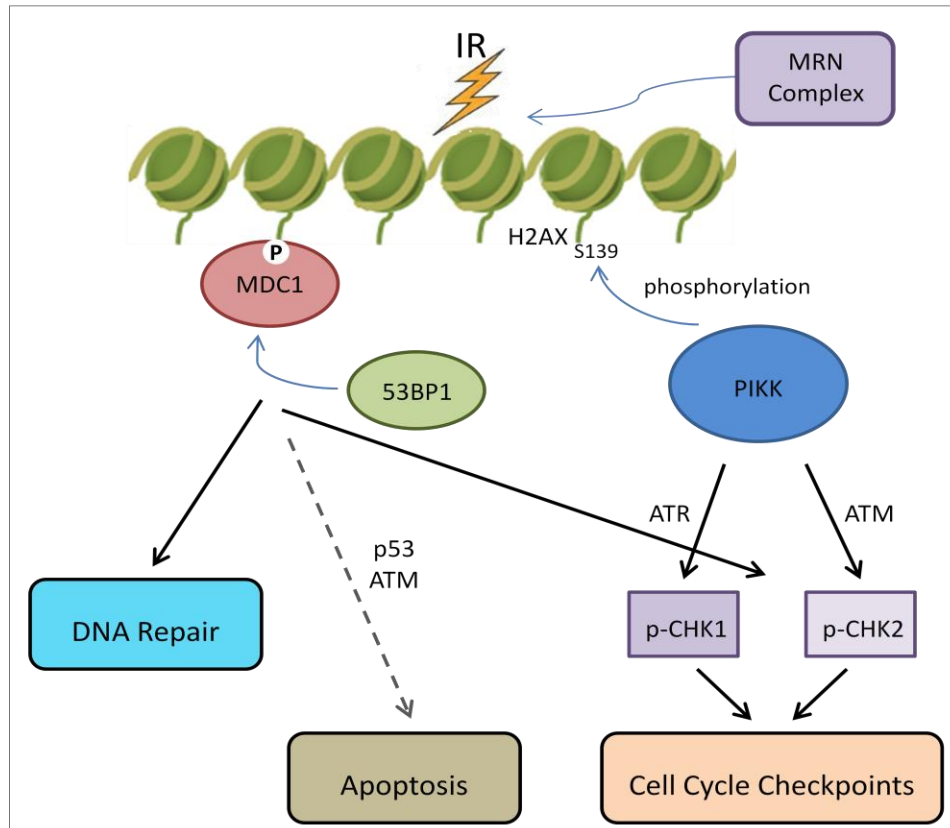 IR
MRN
Complex
H2AX
S139
P
MDC1
phosphorylation
53BP1
PIKK
ATR
ATM
p53
ATM
DNA Repair
p-CHK1
p-CHK2
Apoptosis
Cell Cycle Checkpoints